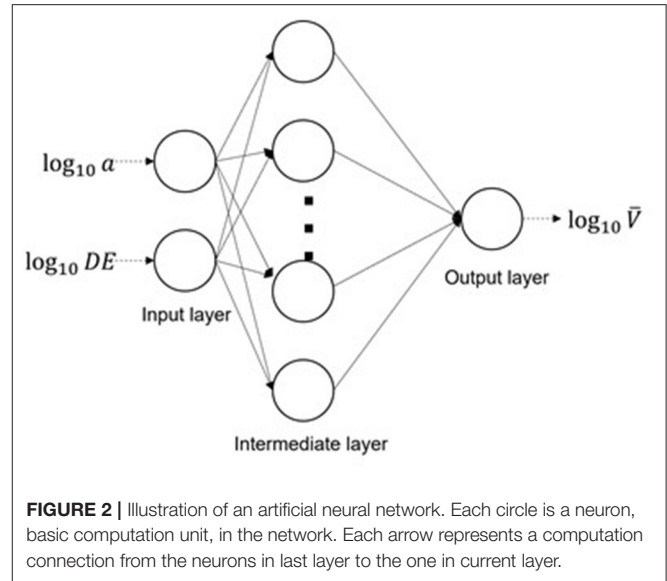 log₁₀ a
log₁₀ DE
log₁₀ V̄
Output layer
Input layer
Intermediate layer
FIGURE 2 | Illustration of an artificial neural network. Each circle is a neuron,
basic computation unit, in the network. Each arrow represents a computation
connection from the neurons in last layer to the one in current layer.